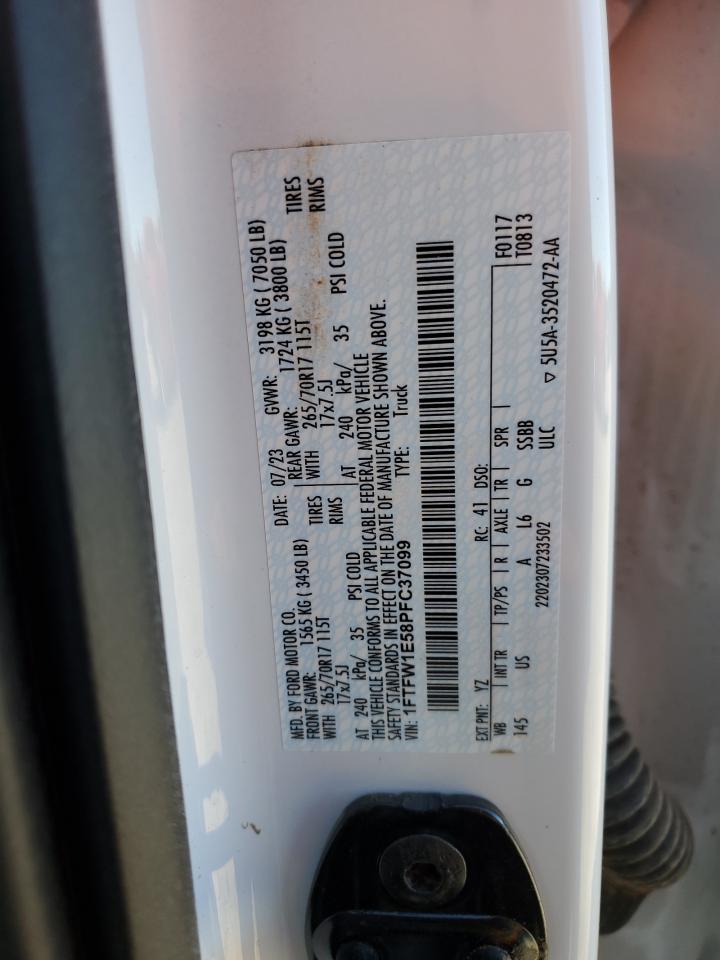 MFD. BY FORD MOTOR CO. DATE: 07/23 GVWR: 3198 KG ( 7050 LB)
FRONT GAWR: 1565 KG ( 3450 LB) REAR GAWR: 1724 KG ( 3800 LB)
WITH 265/70R17 115T TIRES WITH 265/70R17 115T TIRES
17x7.5J RIMS 17x7.5J RIMS
AT 240 kPa/ 35 PSI COLD AT 240 kPa/ 35 PSI COLD
THIS VEHICLE CONFORMS TO ALL APPLICABLE FEDERAL MOTOR VEHICLE
SAFETY STANDARDS IN EFFECT ON THE DATE OF MANUFACTURE SHOWN ABOVE.
VIN: 1FTFW1E58PFC37099 TYPE: Truck
EXT PNT: YZ RC: 41 DSO: F0117
WB INT TR TP/PS R AXLE TR SPR T0813
145 US A L6 G SSBB
2202307233502 ULC ▽ 5U5A-3520472-AA